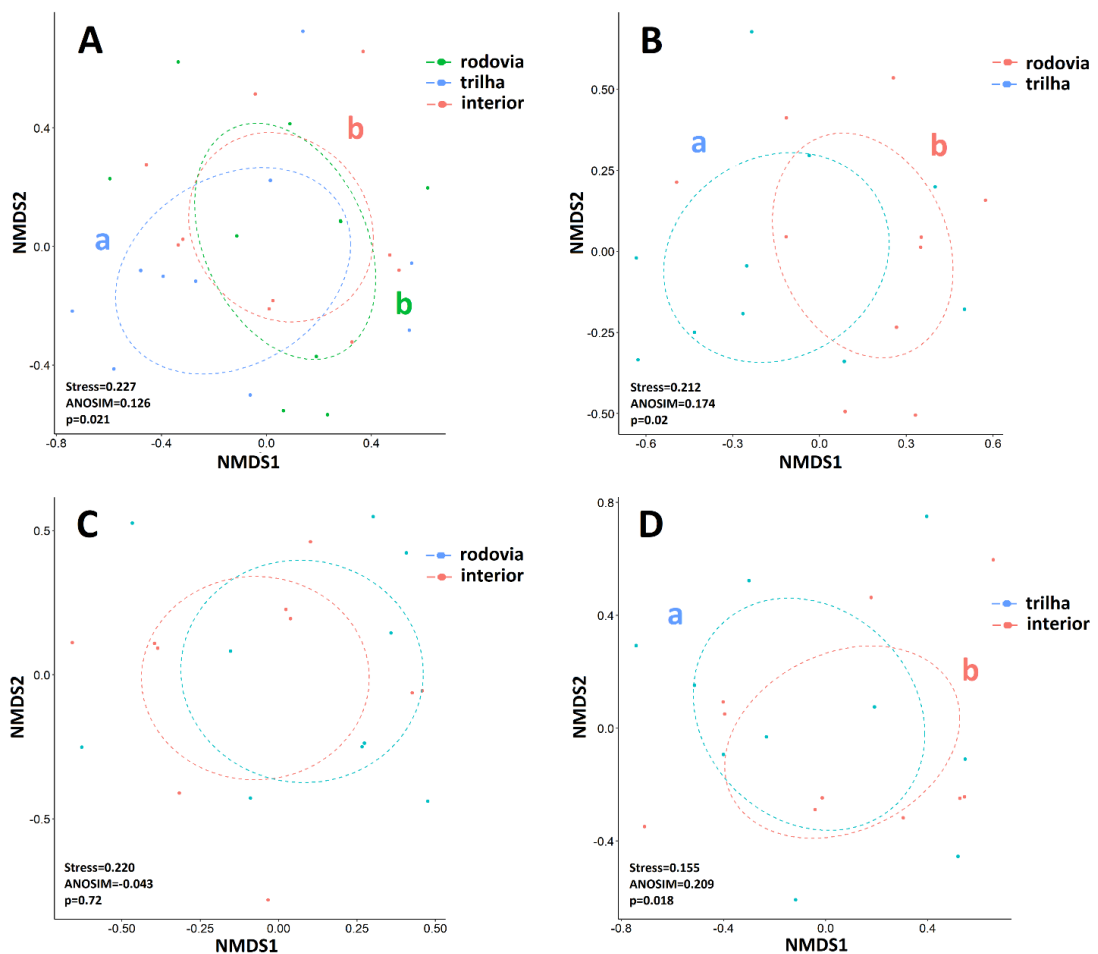 A
rodovia
trilha
interior
b
a
b
0.4
0.0
-0.4
NMDS2
Stress=0.227
ANOSIM=0.126
p=0.021
-0.8
-0.4
0.0
0.4
NMDS1
B
rodovia
trilha
a
b
0.50
0.25
0.00
-0.25
-0.50
NMDS2
Stress=0.212
ANOSIM=0.174
p=0.02
-0.6
-0.3
0.0
0.3
0.6
NMDS1
C
rodovia
interior
0.5
0.0
-0.5
NMDS2
Stress=0.220
ANOSIM=-0.043
p=0.72
-0.50
-0.25
0.00
0.25
0.50
NMDS1
D
trilha
interior
a
b
0.8
0.4
0.0
-0.4
NMDS2
Stress=0.155
ANOSIM=0.209
p=0.018
-0.8
-0.4
0.0
0.4
NMDS1